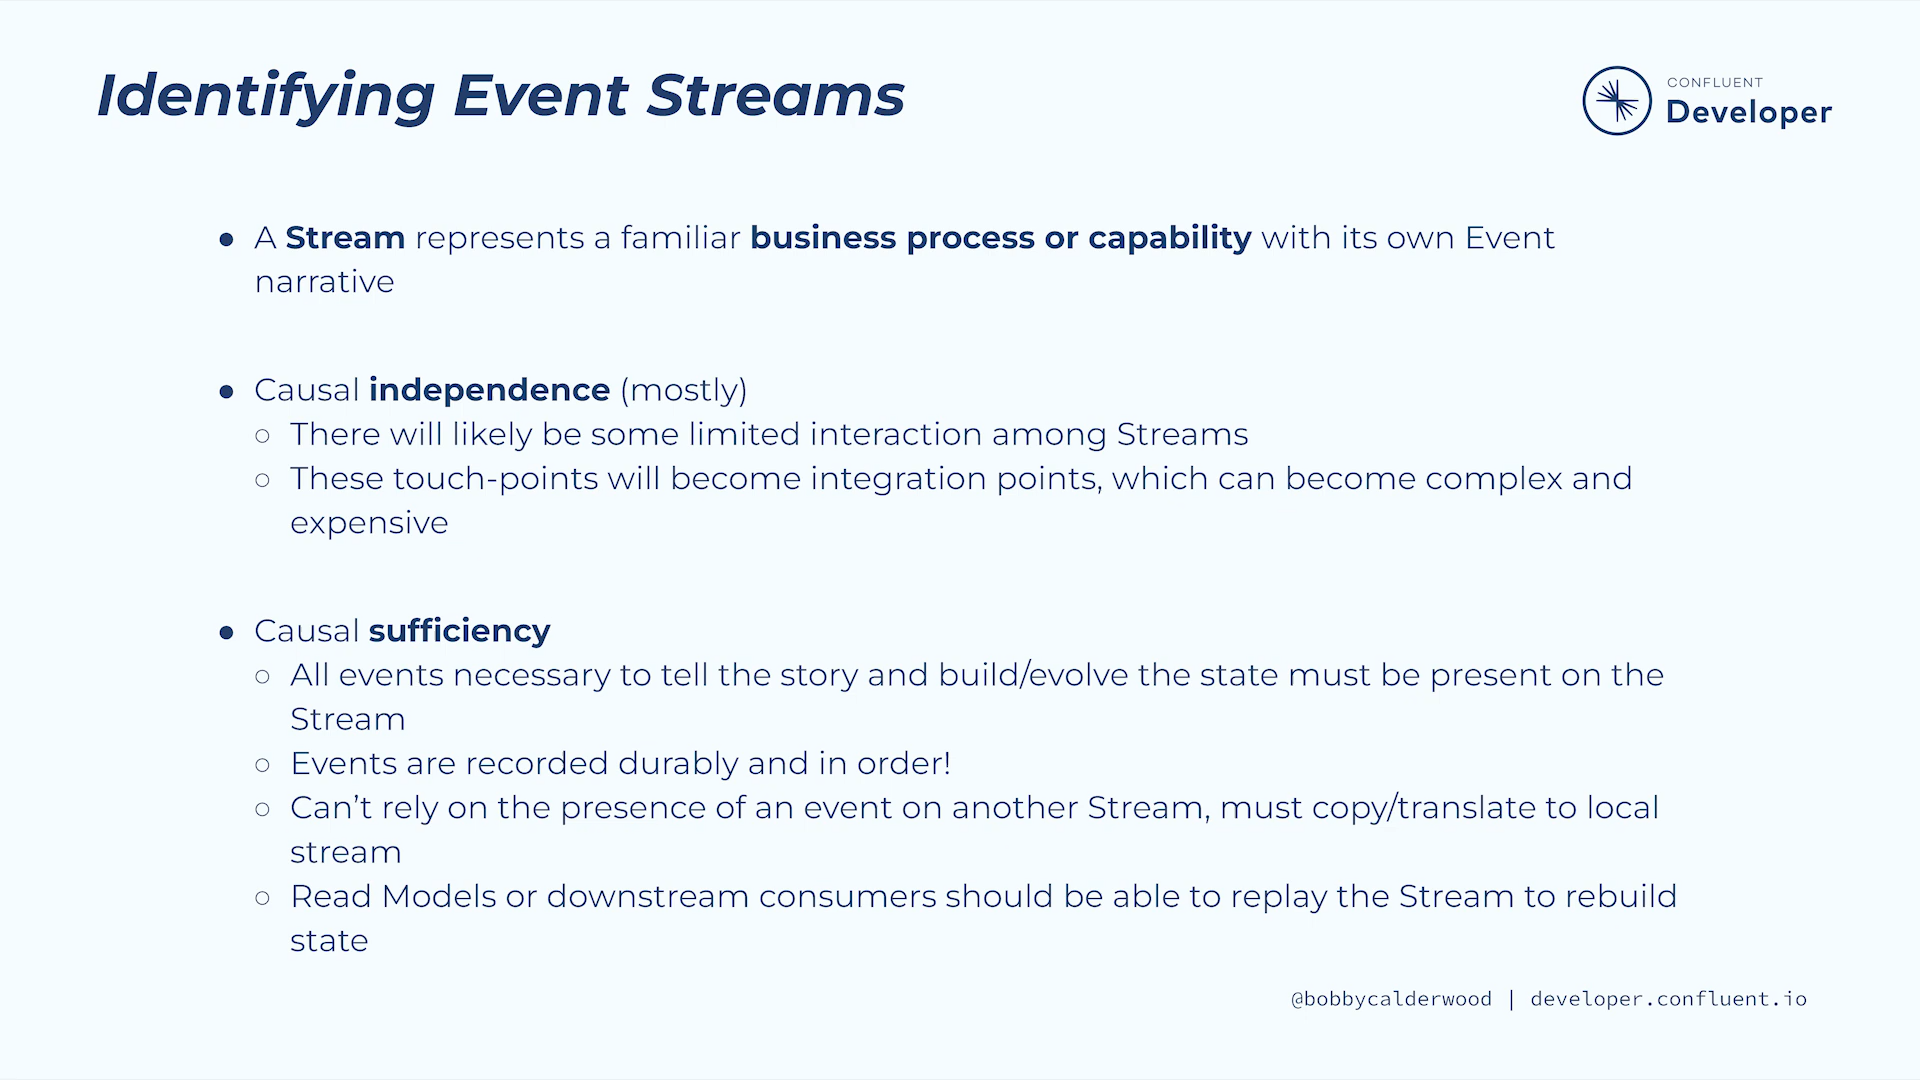 Identifying Event Streams
CONFLUENT
Developer
● A Stream represents a familiar business process or capability with its own Event
narrative
● Causal independence (mostly)
○ There will likely be some limited interaction among Streams
○ These touch-points will become integration points, which can become complex and
expensive
● Causal sufficiency
○ All events necessary to tell the story and build/evolve the state must be present on the
Stream
○ Events are recorded durably and in order!
○ Can’t rely on the presence of an event on another Stream, must copy/translate to local
stream
○ Read Models or downstream consumers should be able to replay the Stream to rebuild
state
@bobbycalderwood | developer.confluent.io